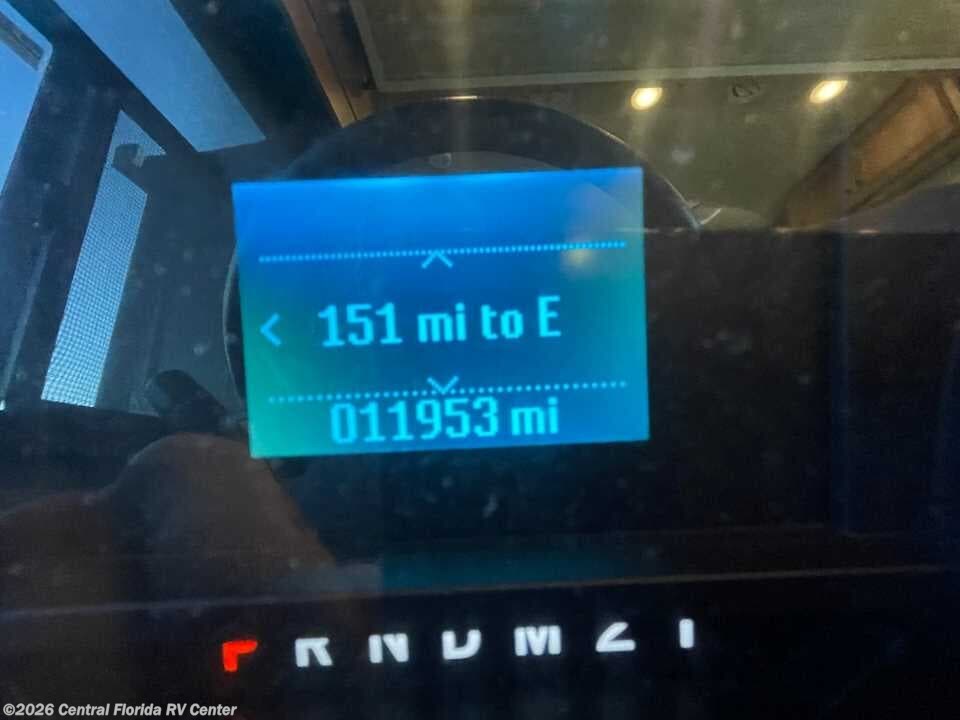 < 151 mi to E
011953 mi
P R N D M 2 1
©2026 Central Florida RV Center